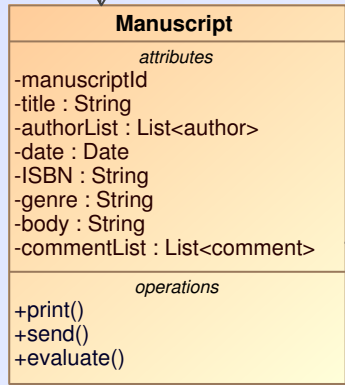 Manuscript
attributes
-manuscriptId
-title : String
-authorList : List<author>
-date : Date
-ISBN : String
-genre : String
-body : String
-commentList : List<comment>
operations
+print()
+send()
+evaluate()